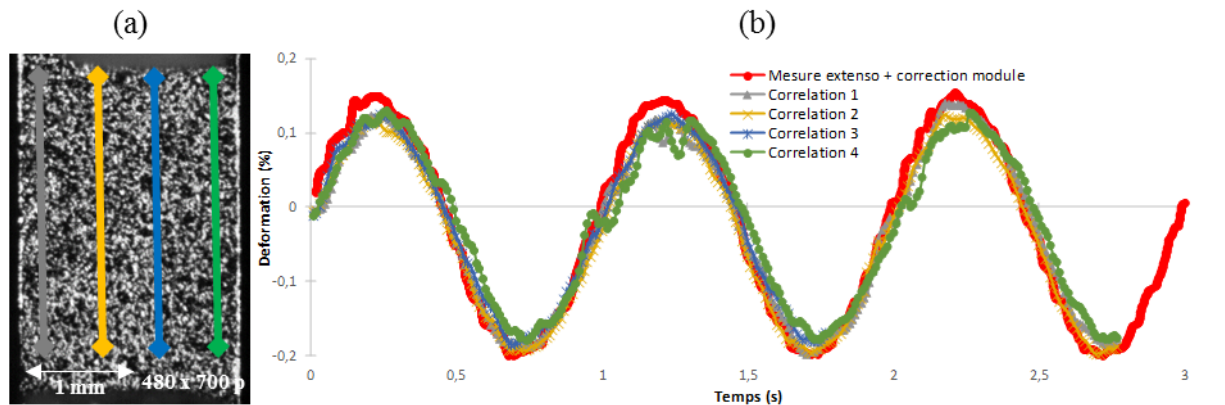 (a)
(b)
1 mm
480 x 700 p
0,2
0,1
0
-0,1
-0,2
Deformation (%)
Mesure extenso + correction module
Correlation 1
Correlation 2
Correlation 3
Correlation 4
0
0,5
1
1,5
2
2,5
3
Temps (s)